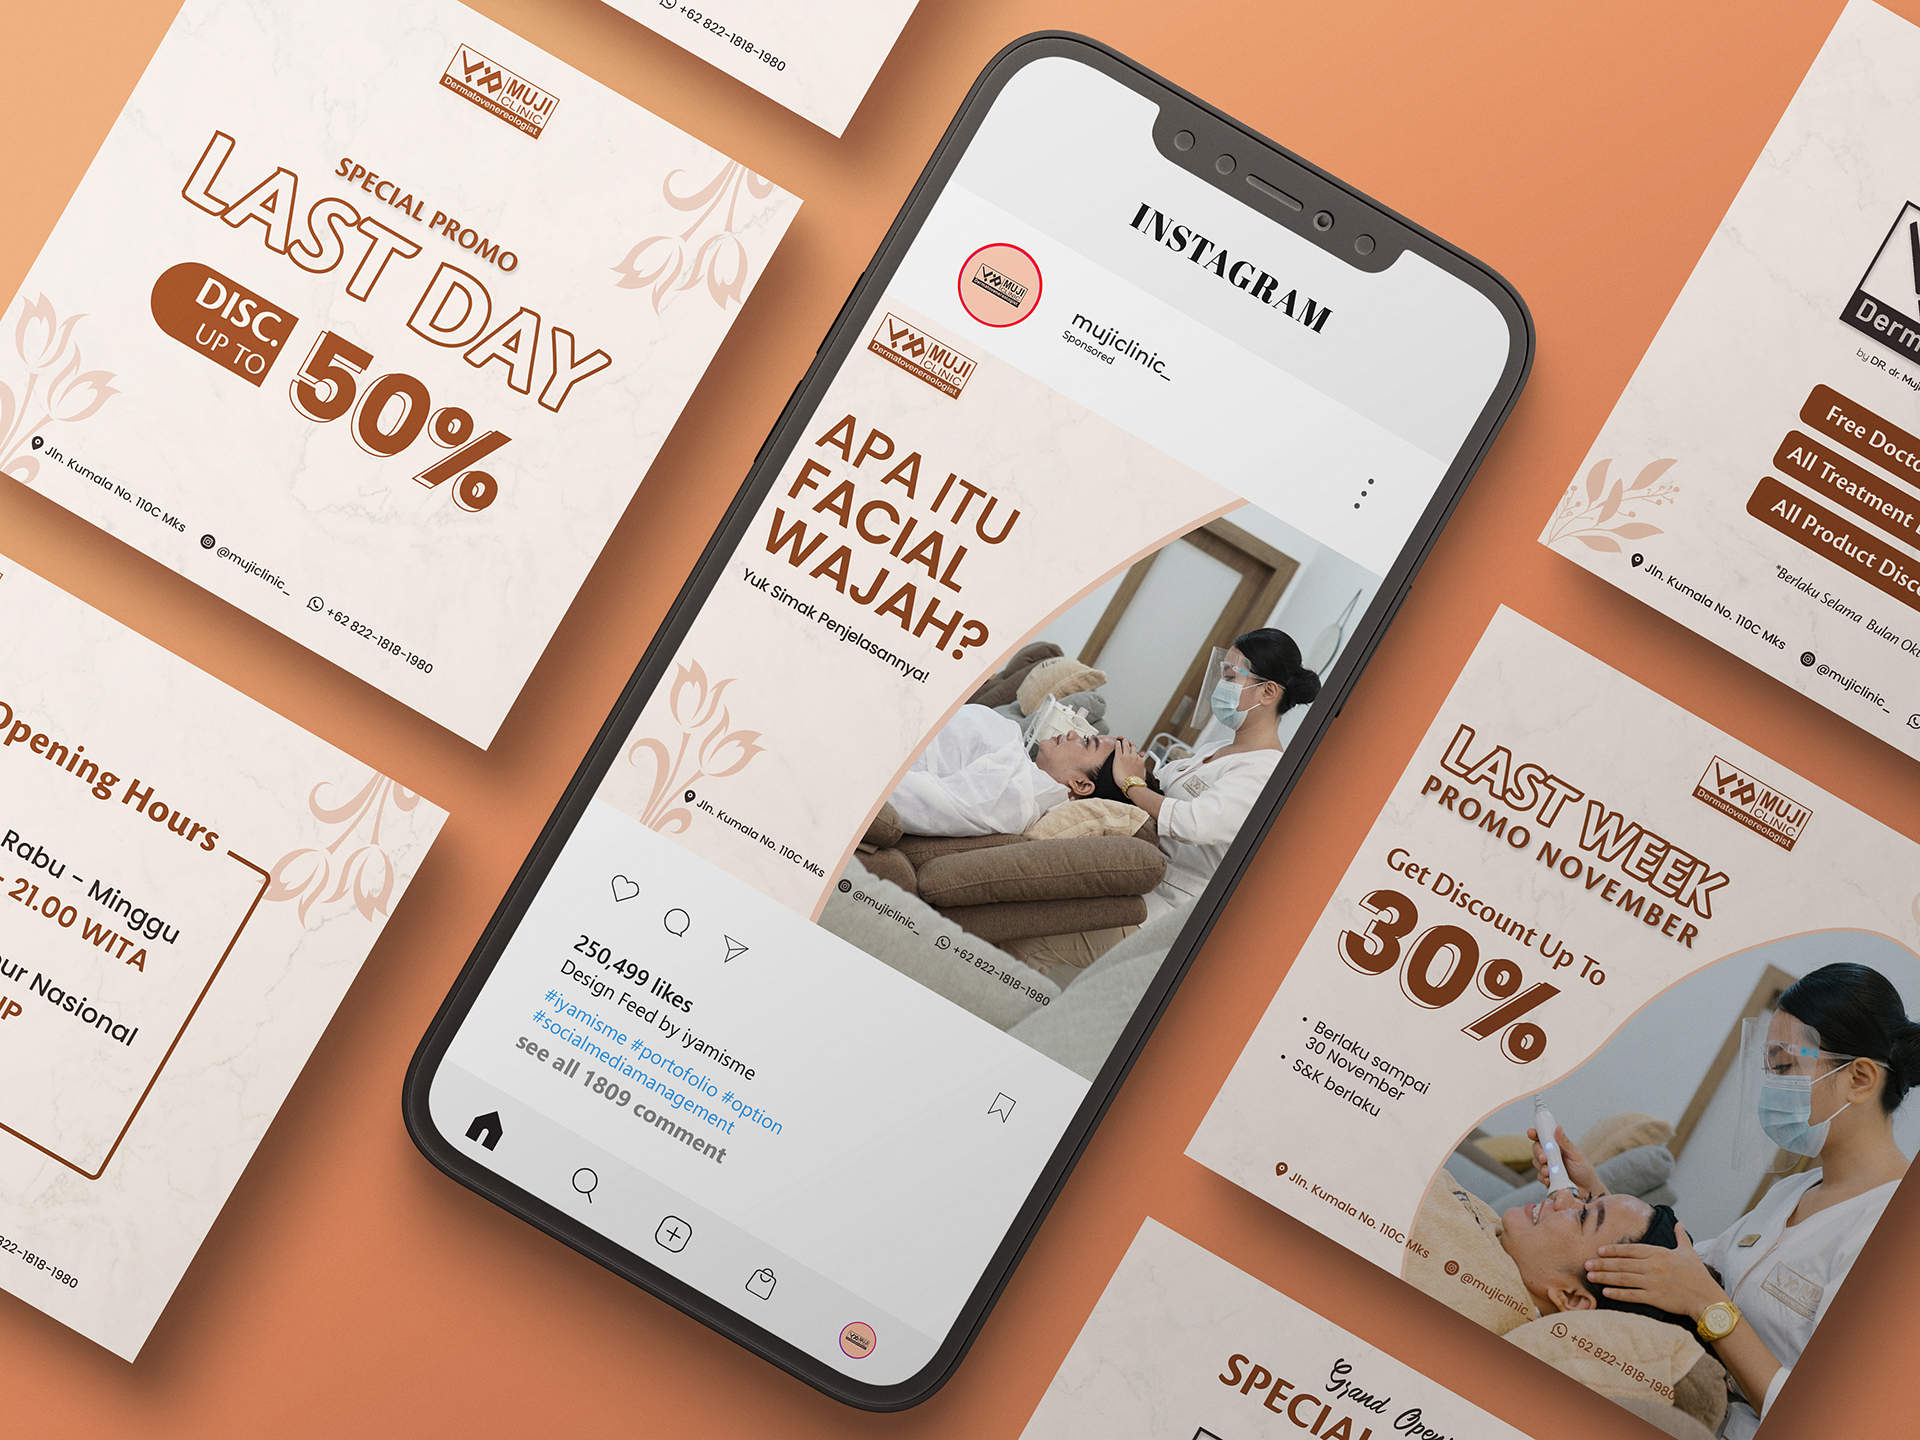 +62 822-1818-1980
MUJI
CLINIC
Dermatovenereologist
SPECIAL PROMO
LAST DAY
DISC.
UP TO
50%
Jln. Kumala No. 110C Mks
@mujiclinic_
+62 822-1818-1980
Opening Hours
Rabu - Minggu
- 21.00 WITA
Nasional
822-1818-1980
INSTAGRAM
MUJI
CLINIC
Dermatovenereologist
mujiclinic_
Sponsored
MUJI
CLINIC
Dermatovenereologist
APA ITU
FACIAL
WAJAH?
Yuk Simak Penjelasannya!
Jln. Kumala No. 110C Mks
@mujiclinic_
+62 822-1818-1980
250,499 likes
Design Feed by iyamisme
#iyamisme #portofolio #option
#socialmediamanagement
see all 1809 comment
Derm
by DR. dr. Muji
Free Docto
All Treatment
All Product Disc
*Berlaku Selama Bulan Okt
Jln. Kumala No. 110C Mks
@mujiclinic_
MUJI
CLINIC
Dermatovenereologist
LAST WEEK
PROMO NOVEMBER
Get Discount Up To
30%
• Berlaku sampai
30 November
• S&K berlaku
Jln. Kumala No. 110C Mks
@mujiclinic_
+62 822-1818-1980
Grand Open
SPECIAL